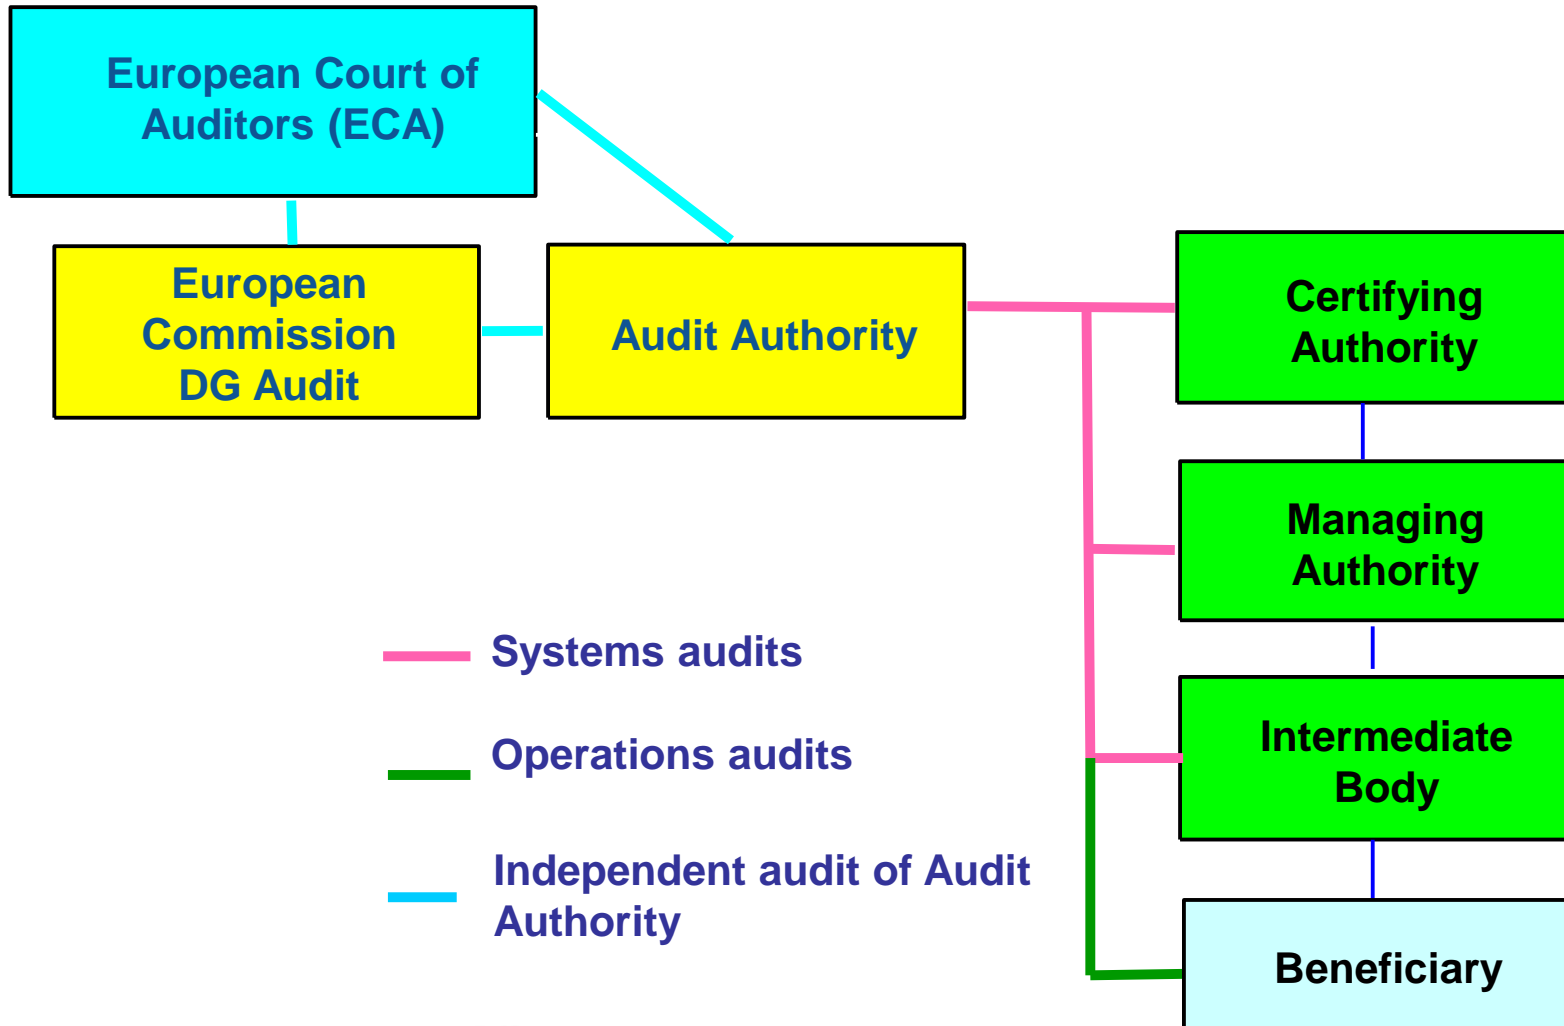 European Court of
Auditors (ECA)
European
Commission
DG Audit
Audit Authority
Certifying
Authority
Managing
Authority
Intermediate
Body
Beneficiary
Systems audits
Operations audits
Independent audit of Audit
Authority